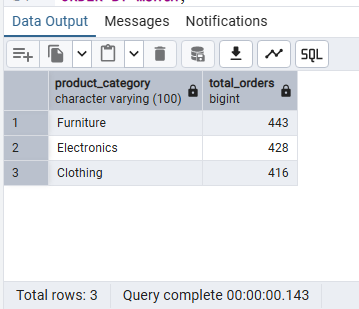 Data Output Messages Notifications
SQL
product_category total_orders
character varying (100) bigint
1 Furniture 443
2 Electronics 428
3 Clothing 416
Total rows: 3 Query complete 00:00:00.143